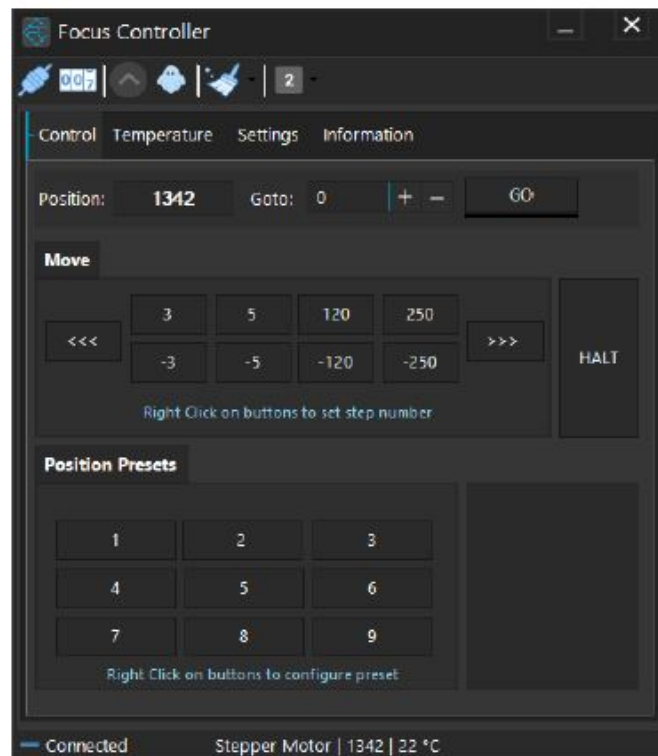 Focus Controller
007
2
Control Temperature Settings Information
Position: 1342 Goto: 0 + − GO
Move
<<< 3 5 120 250 >>> HALT
-3 -5 -120 -250
Right Click on buttons to set step number
Position Presets
1 2 3
4 5 6
7 8 9
Right Click on buttons to configure preset
Connected Stepper Motor | 1342 | 22 °C